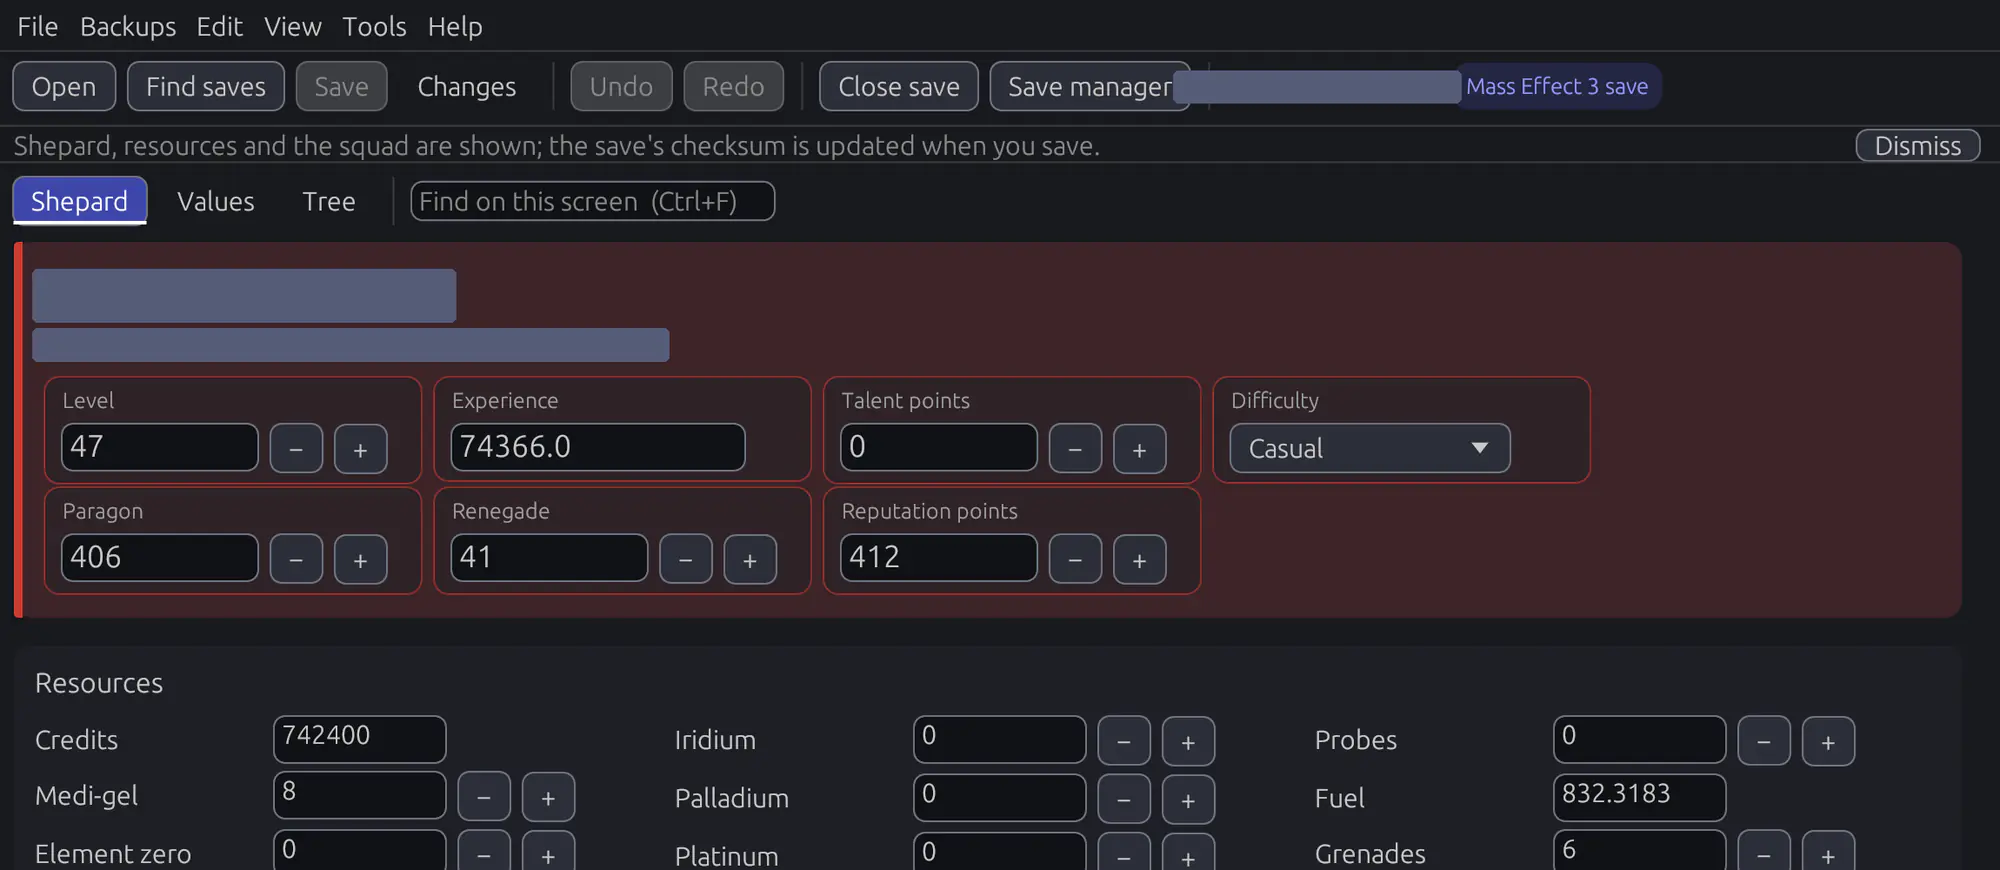 File Backups Edit View Tools Help
Open Find saves Save Changes Undo Redo Close save Save manager Mass Effect 3 save
Shepard, resources and the squad are shown; the save's checksum is updated when you save. Dismiss
Shepard Values Tree Find on this screen (Ctrl+F)
Level Experience Talent points Difficulty
47 − + 74366.0 0 − + Casual
Paragon Renegade Reputation points
406 − + 41 − + 412 − +
Resources
Credits 742400 Iridium 0 − + Probes 0 − +
Medi-gel 8 − + Palladium 0 − + Fuel 832.3183
Element zero 0 − + Platinum 0 − + Grenades 6 − +